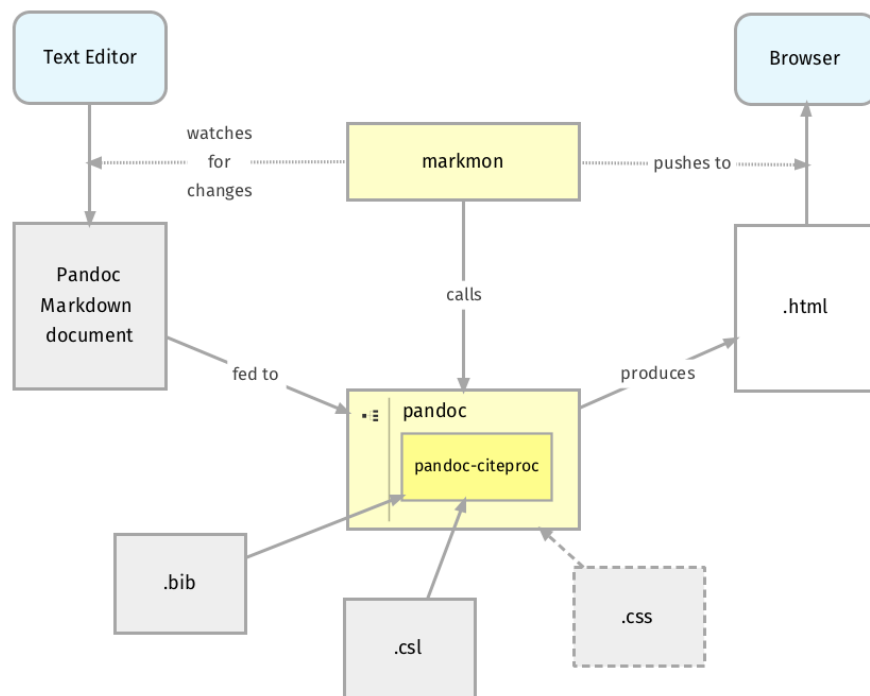 Text Editor
Browser
watches
for
changes
markmon
pushes to
Pandoc
Markdown
document
calls
.html
fed to
produces
pandoc
pandoc-citeproc
.bib
.csl
.css